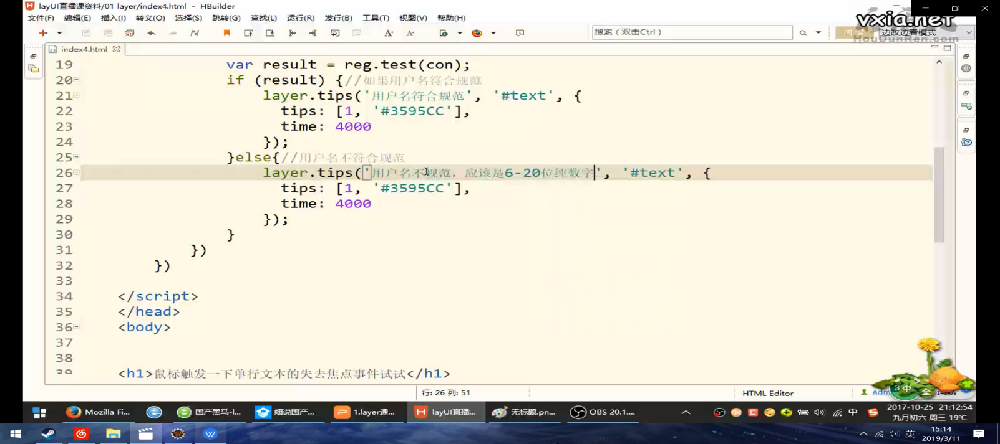 layUI直播课资料/01 layer/index4.html - HBuilder
文件(F) 编辑(E) 插入(I) 转义(O) 选择(S) 跳转(G) 查找(L) 运行(R) 发行(B) 工具(T) 视图(V) 帮助(H)
vxia.net
搜索（双击Ctrl）
边改边看模式
HouDunRen.com
index4.html
19 var result = reg.test(con);
20 if (result) {//如果用户名符合规范
21 layer.tips('用户名符合规范', '#text', {
22 tips: [1, '#3595CC'],
23 time: 4000
24 });
25 }else{//用户名不符合规范
26 layer.tips('用户名不规范，应该是6-20位纯数字', '#text', {
27 tips: [1, '#3595CC'],
28 time: 4000
29 });
30 }
31 })
32 })
33
34 </script>
35 </head>
36 <body>
37
38
39 <h1>鼠标触发一下单行文本的失去焦点事件试试</h1>
行: 26 列: 51
HTML Editor
中 全
Mozilla Fi... 国产黑马-l... 细说国产... 1.layer通... layUI直播... 无标题.pn... OBS 20.1....
中
2017-10-25 21:12:54
九月初六 周三 19℃
英
15:14
2019/3/11